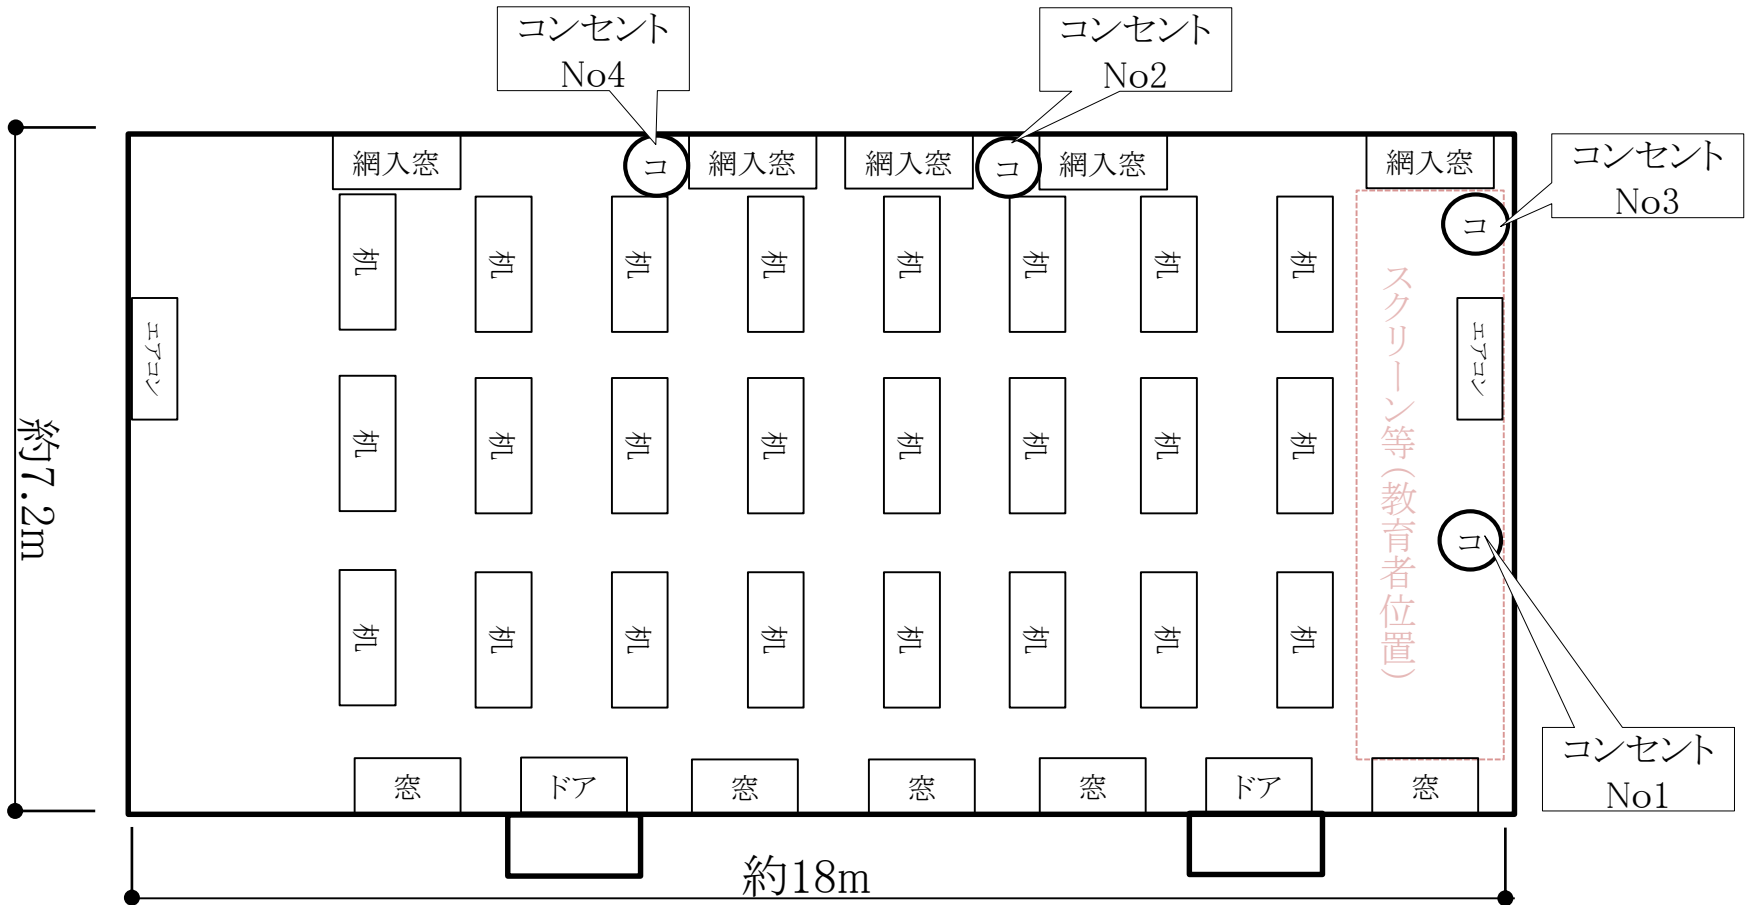 コンセント
No4
コンセント
No2
コンセント
No3
網入窓
コ
網入窓
網入窓
コ
網入窓
網入窓
コ
机
机
机
机
机
机
机
机
エアコン
スクリーン等(教育者位置)
エアコン
約7.2m
机
机
机
机
机
机
机
机
コ
机
机
机
机
机
机
机
机
コンセント
No1
窓
ドア
窓
窓
窓
ドア
窓
約18m